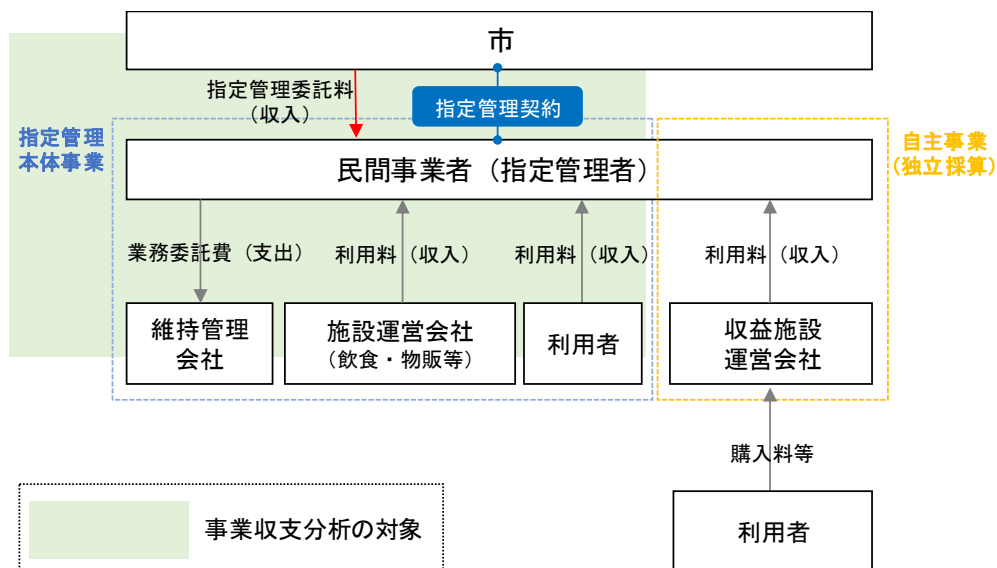 市
指定管理委託料
（収入）
指定管理契約
指定管理
本体事業
自主事業
（独立採算）
民間事業者（指定管理者）
業務委託費（支出）
利用料（収入）
利用料（収入）
利用料（収入）
維持管理
会社
施設運営会社
（飲食・物販等）
利用者
収益施設
運営会社
購入料等
事業収支分析の対象
利用者